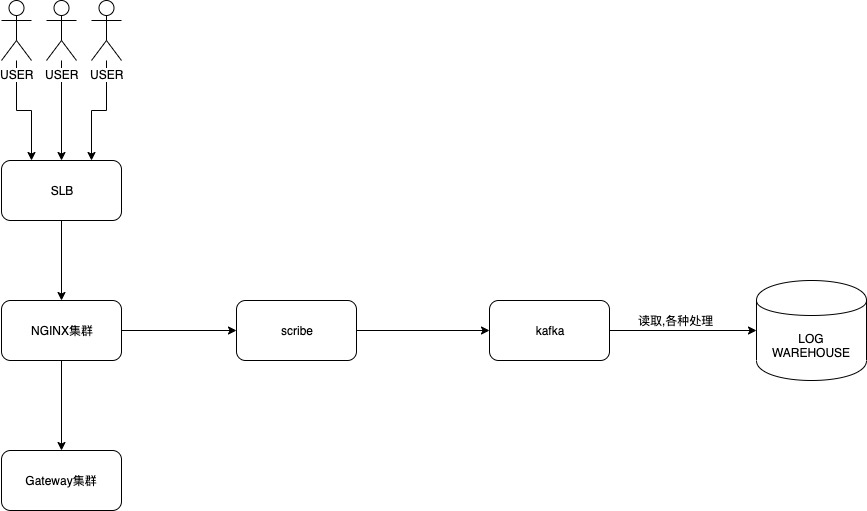 USER USER USER
SLB
NGINX集群
scribe
kafka
读取,各种处理
LOG
WAREHOUSE
Gateway集群